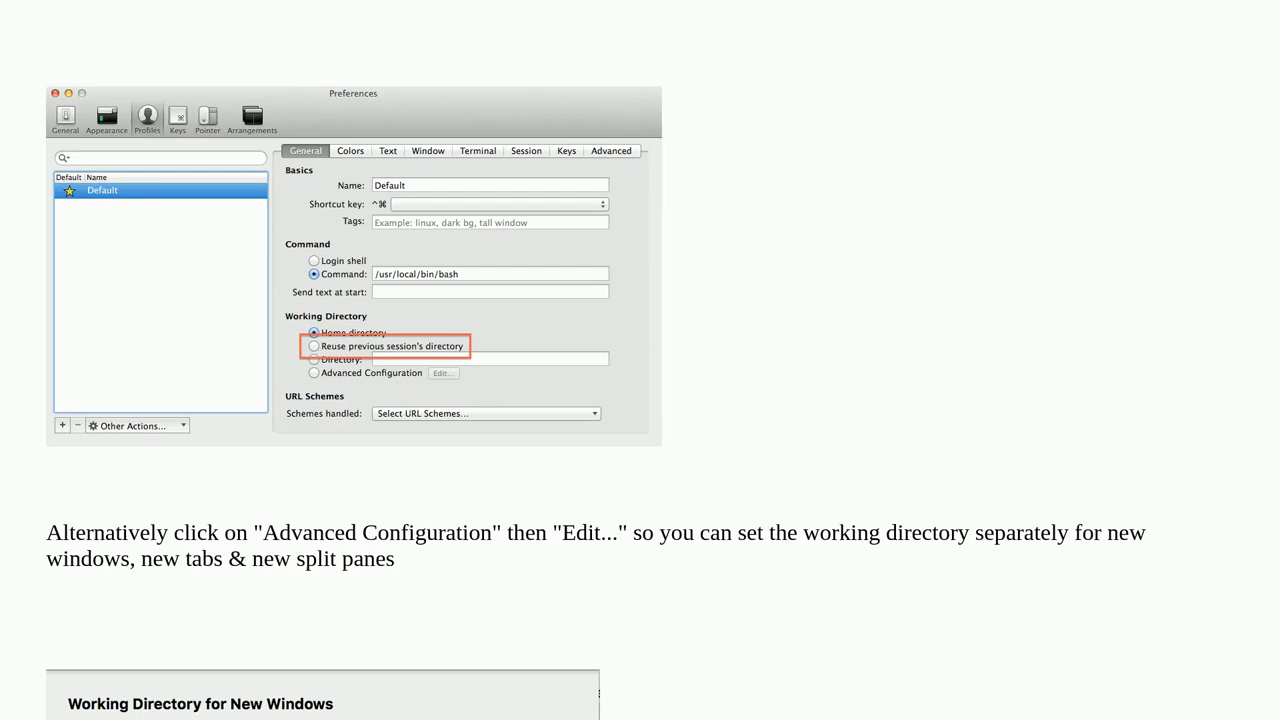 Preferences
General Appearance Profiles Keys Pointer Arrangements
General Colors Text Window Terminal Session Keys Advanced
Default Name
Default
Other Actions...
Basics
Name: Default
Shortcut key: ^⌘
Tags: Example: linux, dark bg, tall window
Command
Login shell
Command: /usr/local/bin/bash
Send text at start:
Working Directory
Home directory
Reuse previous session's directory
Directory:
Advanced Configuration Edit...
URL Schemes
Schemes handled: Select URL Schemes...
Alternatively click on "Advanced Configuration" then "Edit..." so you can set the working directory separately for new
windows, new tabs & new split panes
Working Directory for New Windows